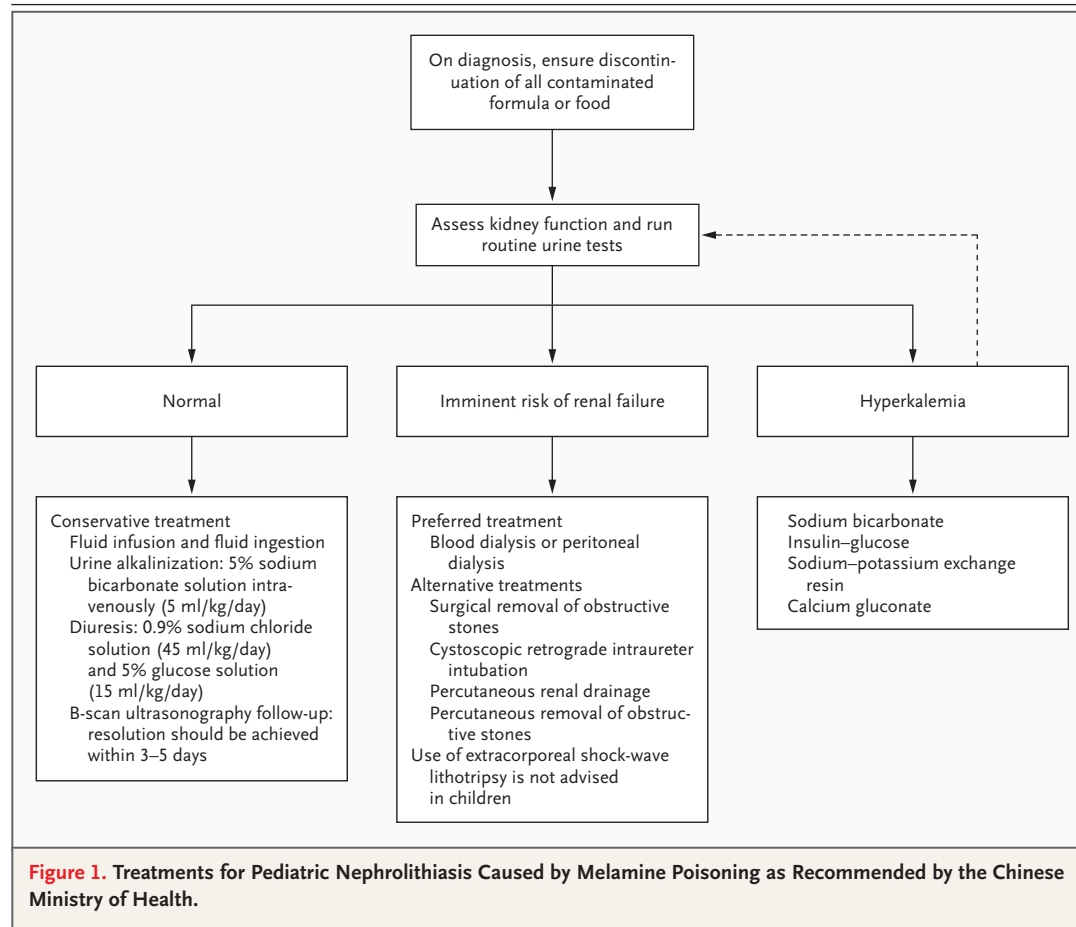 On diagnosis, ensure discontin-
uation of all contaminated
formula or food
Assess kidney function and run
routine urine tests
Normal
Imminent risk of renal failure
Hyperkalemia
Conservative treatment
Fluid infusion and fluid ingestion
Urine alkalinization: 5% sodium
bicarbonate solution intra-
venously (5 ml/kg/day)
Diuresis: 0.9% sodium chloride
solution (45 ml/kg/day)
and 5% glucose solution
(15 ml/kg/day)
B-scan ultrasonography follow-up:
resolution should be achieved
within 3–5 days
Preferred treatment
Blood dialysis or peritoneal
dialysis
Alternative treatments
Surgical removal of obstructive
stones
Cystoscopic retrograde intraureter
intubation
Percutaneous renal drainage
Percutaneous removal of obstruc-
tive stones
Use of extracorporeal shock-wave
lithotripsy is not advised
in children
Sodium bicarbonate
Insulin–glucose
Sodium–potassium exchange
resin
Calcium gluconate
Figure 1. Treatments for Pediatric Nephrolithiasis Caused by Melamine Poisoning as Recommended by the Chinese
Ministry of Health.